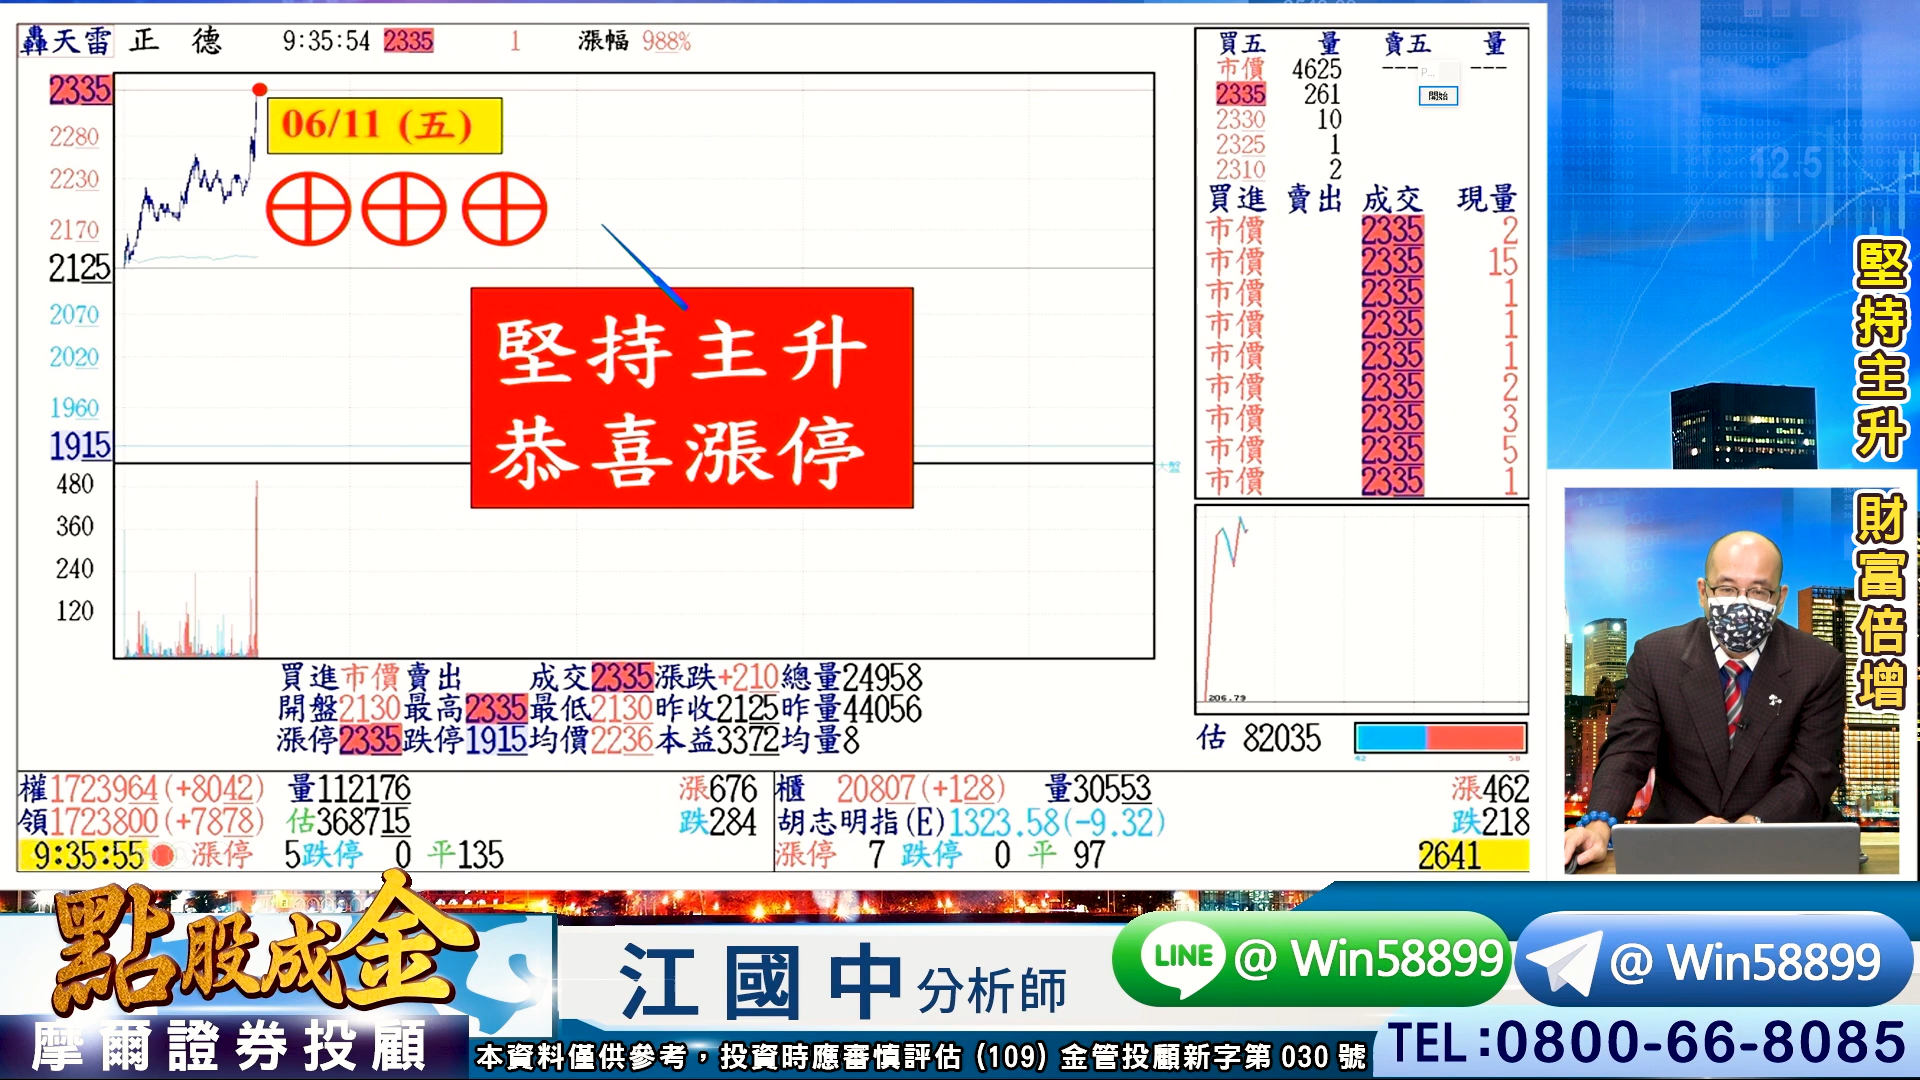 轟天雷 正 德 9:35:54 2335 1 漲幅 988%
2335
2280
2230
2170
2125
2070
2020
1960
1915
480
360
240
120
06/11 (五)
堅持主升
恭喜漲停
大盤
買五 量 賣五 量
市價 4625 --- ---
P...
開始
2335 261
2330 10
2325 1
2310 2
買進 賣出 成交 現量
市價 2335 2
市價 2335 15
市價 2335 1
市價 2335 1
市價 2335 1
市價 2335 2
市價 2335 3
市價 2335 5
市價 2335 1
206.79
估 82035
42 58
買進市價賣出 成交2335漲跌+210總量24958
開盤2130最高2335最低2130昨收2125昨量44056
漲停2335跌停1915均價2236本益3372均量8
權1723964(+8042) 量112176 漲676
領1723800(+7878) 估368715 跌284
9:35:55 漲停 5跌停 0 平135
櫃 20807(+128) 量30553 漲462
胡志明指(E)1323.58(-9.32) 跌218
漲停 7 跌停 0 平 97 2641
12.5
堅持主升 財富倍增
點股成金
摩爾證券投顧
江國中 分析師
LINE @ Win58899
@ Win58899
TEL:0800-66-8085
本資料僅供參考，投資時應審慎評估 (109) 金管投顧新字第 030 號